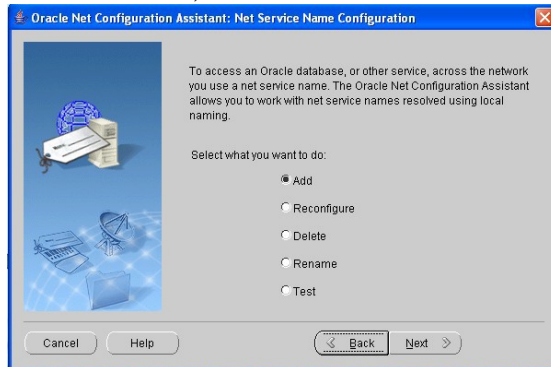 Oracle Net Configuration Assistant: Net Service Name Configuration
To access an Oracle database, or other service, across the network
you use a net service name. The Oracle Net Configuration Assistant
allows you to work with net service names resolved using local
naming.
Select what you want to do:
Add
Reconfigure
Delete
Rename
Test
Cancel
Help
Back
Next